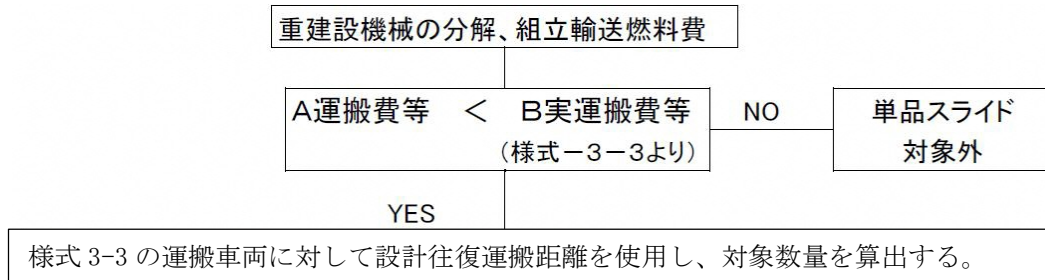 重建設機械の分解、組立輸送燃料費
A運搬費等 < B実運搬費等
NO
単品スライド
(様式-3-3より)
対象外
YES
様式 3-3 の運搬車両に対して設計往復運搬距離を使用し、対象数量を算出する。